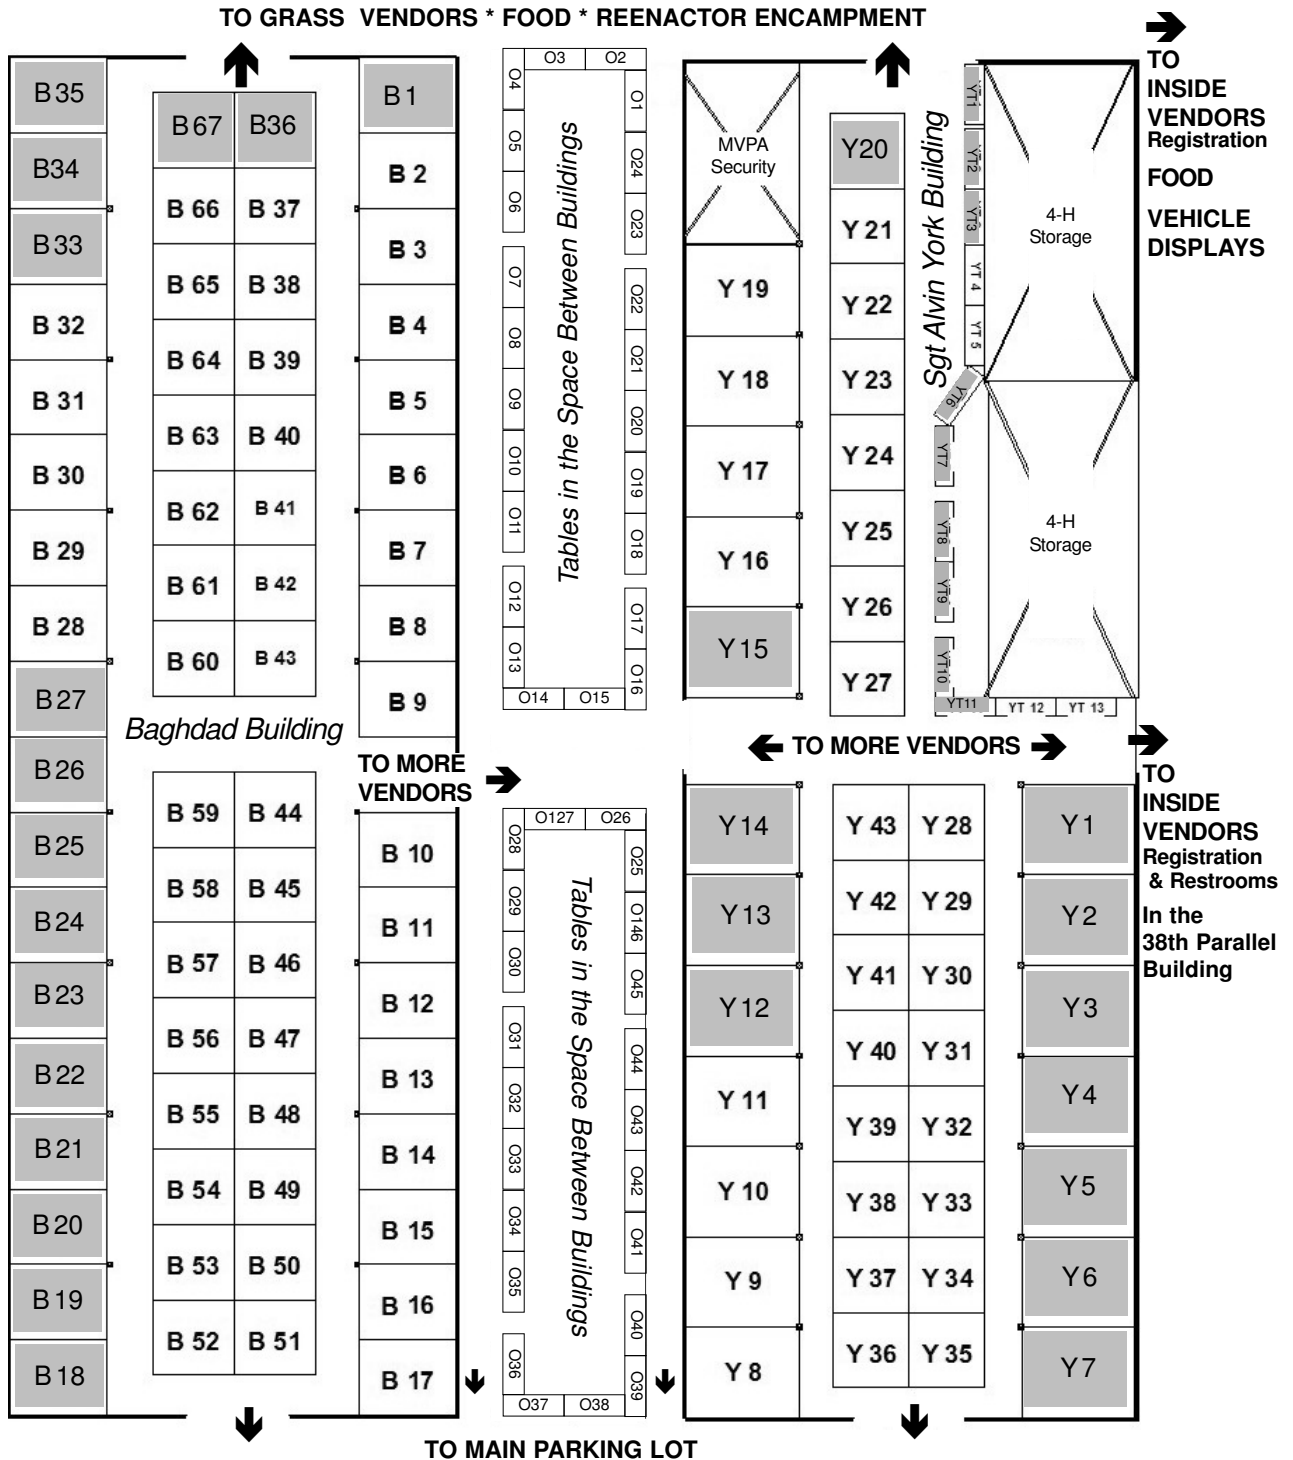 TO GRASS VENDORS * FOOD * REENACTOR ENCAMPMENT
B35
B34
B33
B 32
B 31
B 30
B 29
B 28
B27
B26
B25
B24
B23
B22
B21
B20
B19
B18
B67 B36
B 66 B 37
B 65 B 38
B 64 B 39
B 63 B 40
B 62 B 41
B 61 B 42
B 60 B 43
Baghdad Building
B 59 B 44
B 58 B 45
B 57 B 46
B 56 B 47
B 55 B 48
B 54 B 49
B 53 B 50
B 52 B 51
B1
B 2
B 3
B 4
B 5
B 6
B 7
B 8
B 9
TO MORE
VENDORS
B 10
B 11
B 12
B 13
B 14
B 15
B 16
B 17
O3 O2
O4
O5
O6
O7
O8
O9
O10
O11
O12
O13
O14 O15
Tables in the Space Between Buildings
O1
O24
O23
O22
O21
O20
O19
O18
O17
O16
O127 O26
O28
O29
O30
O31
O32
O33
O34
O35
O36
O37 O38
Tables in the Space Between Buildings
O25
O146
O45
O44
O43
O42
O41
O40
O39
MVPA
Security
Y 19
Y 18
Y 17
Y 16
Y15
Y20
Y 21
Y 22
Y 23
Y 24
Y 25
Y 26
Y 27
Sgt Alvin York Building
YT1
YT2
YT3
YT 4
YT 5
YT6
YT7
YT8
YT9
YT10
YT11 YT 12 YT 13
4-H
Storage
4-H
Storage
TO MORE VENDORS
Y14
Y13
Y12
Y 11
Y 10
Y 9
Y 8
Y 43 Y 28
Y 42 Y 29
Y 41 Y 30
Y 40 Y 31
Y 39 Y 32
Y 38 Y 33
Y 37 Y 34
Y 36 Y 35
Y1
Y2
Y3
Y4
Y5
Y6
Y7
TO
INSIDE
VENDORS
Registration
FOOD
VEHICLE
DISPLAYS
TO
INSIDE
VENDORS
Registration
& Restrooms
In the
38th Parallel
Building
TO MAIN PARKING LOT